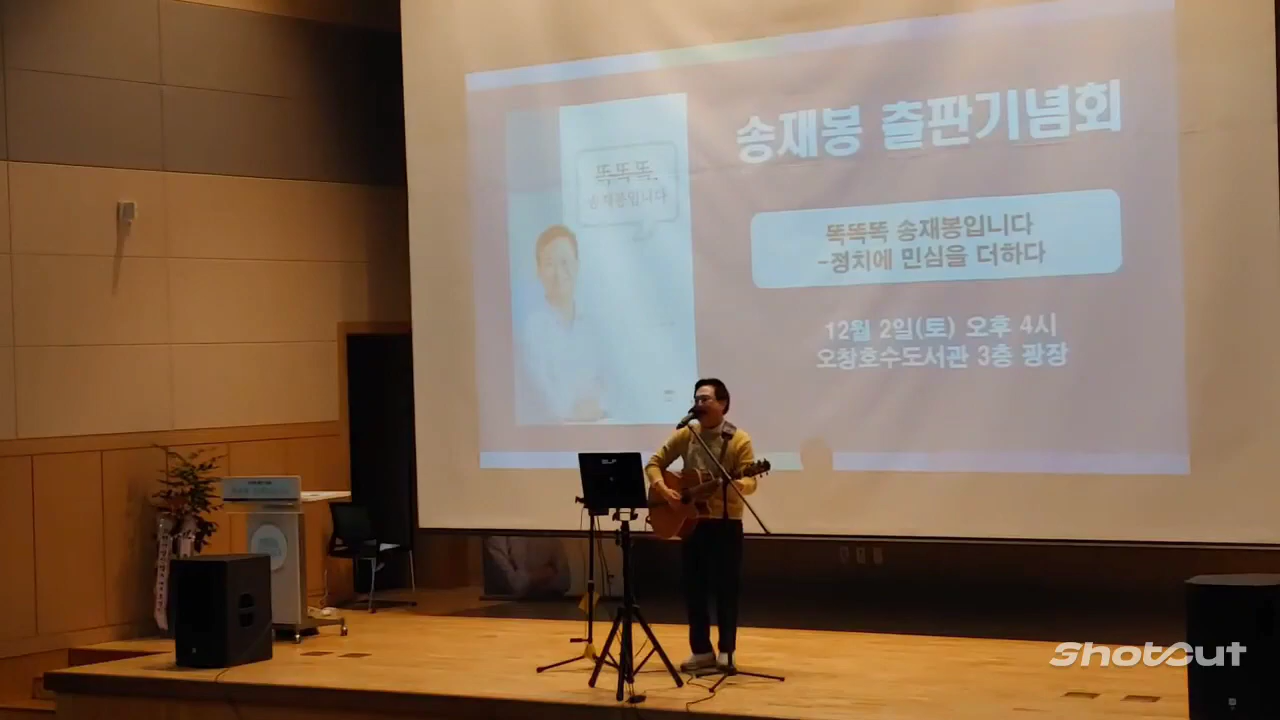 송재봉 출판기념회
똑똑똑
송재봉입니다
똑똑똑 송재봉입니다
-정치에 민심을 더하다
12월 2일(토) 오후 4시
오창호수도서관 3층 광장
Shotcut